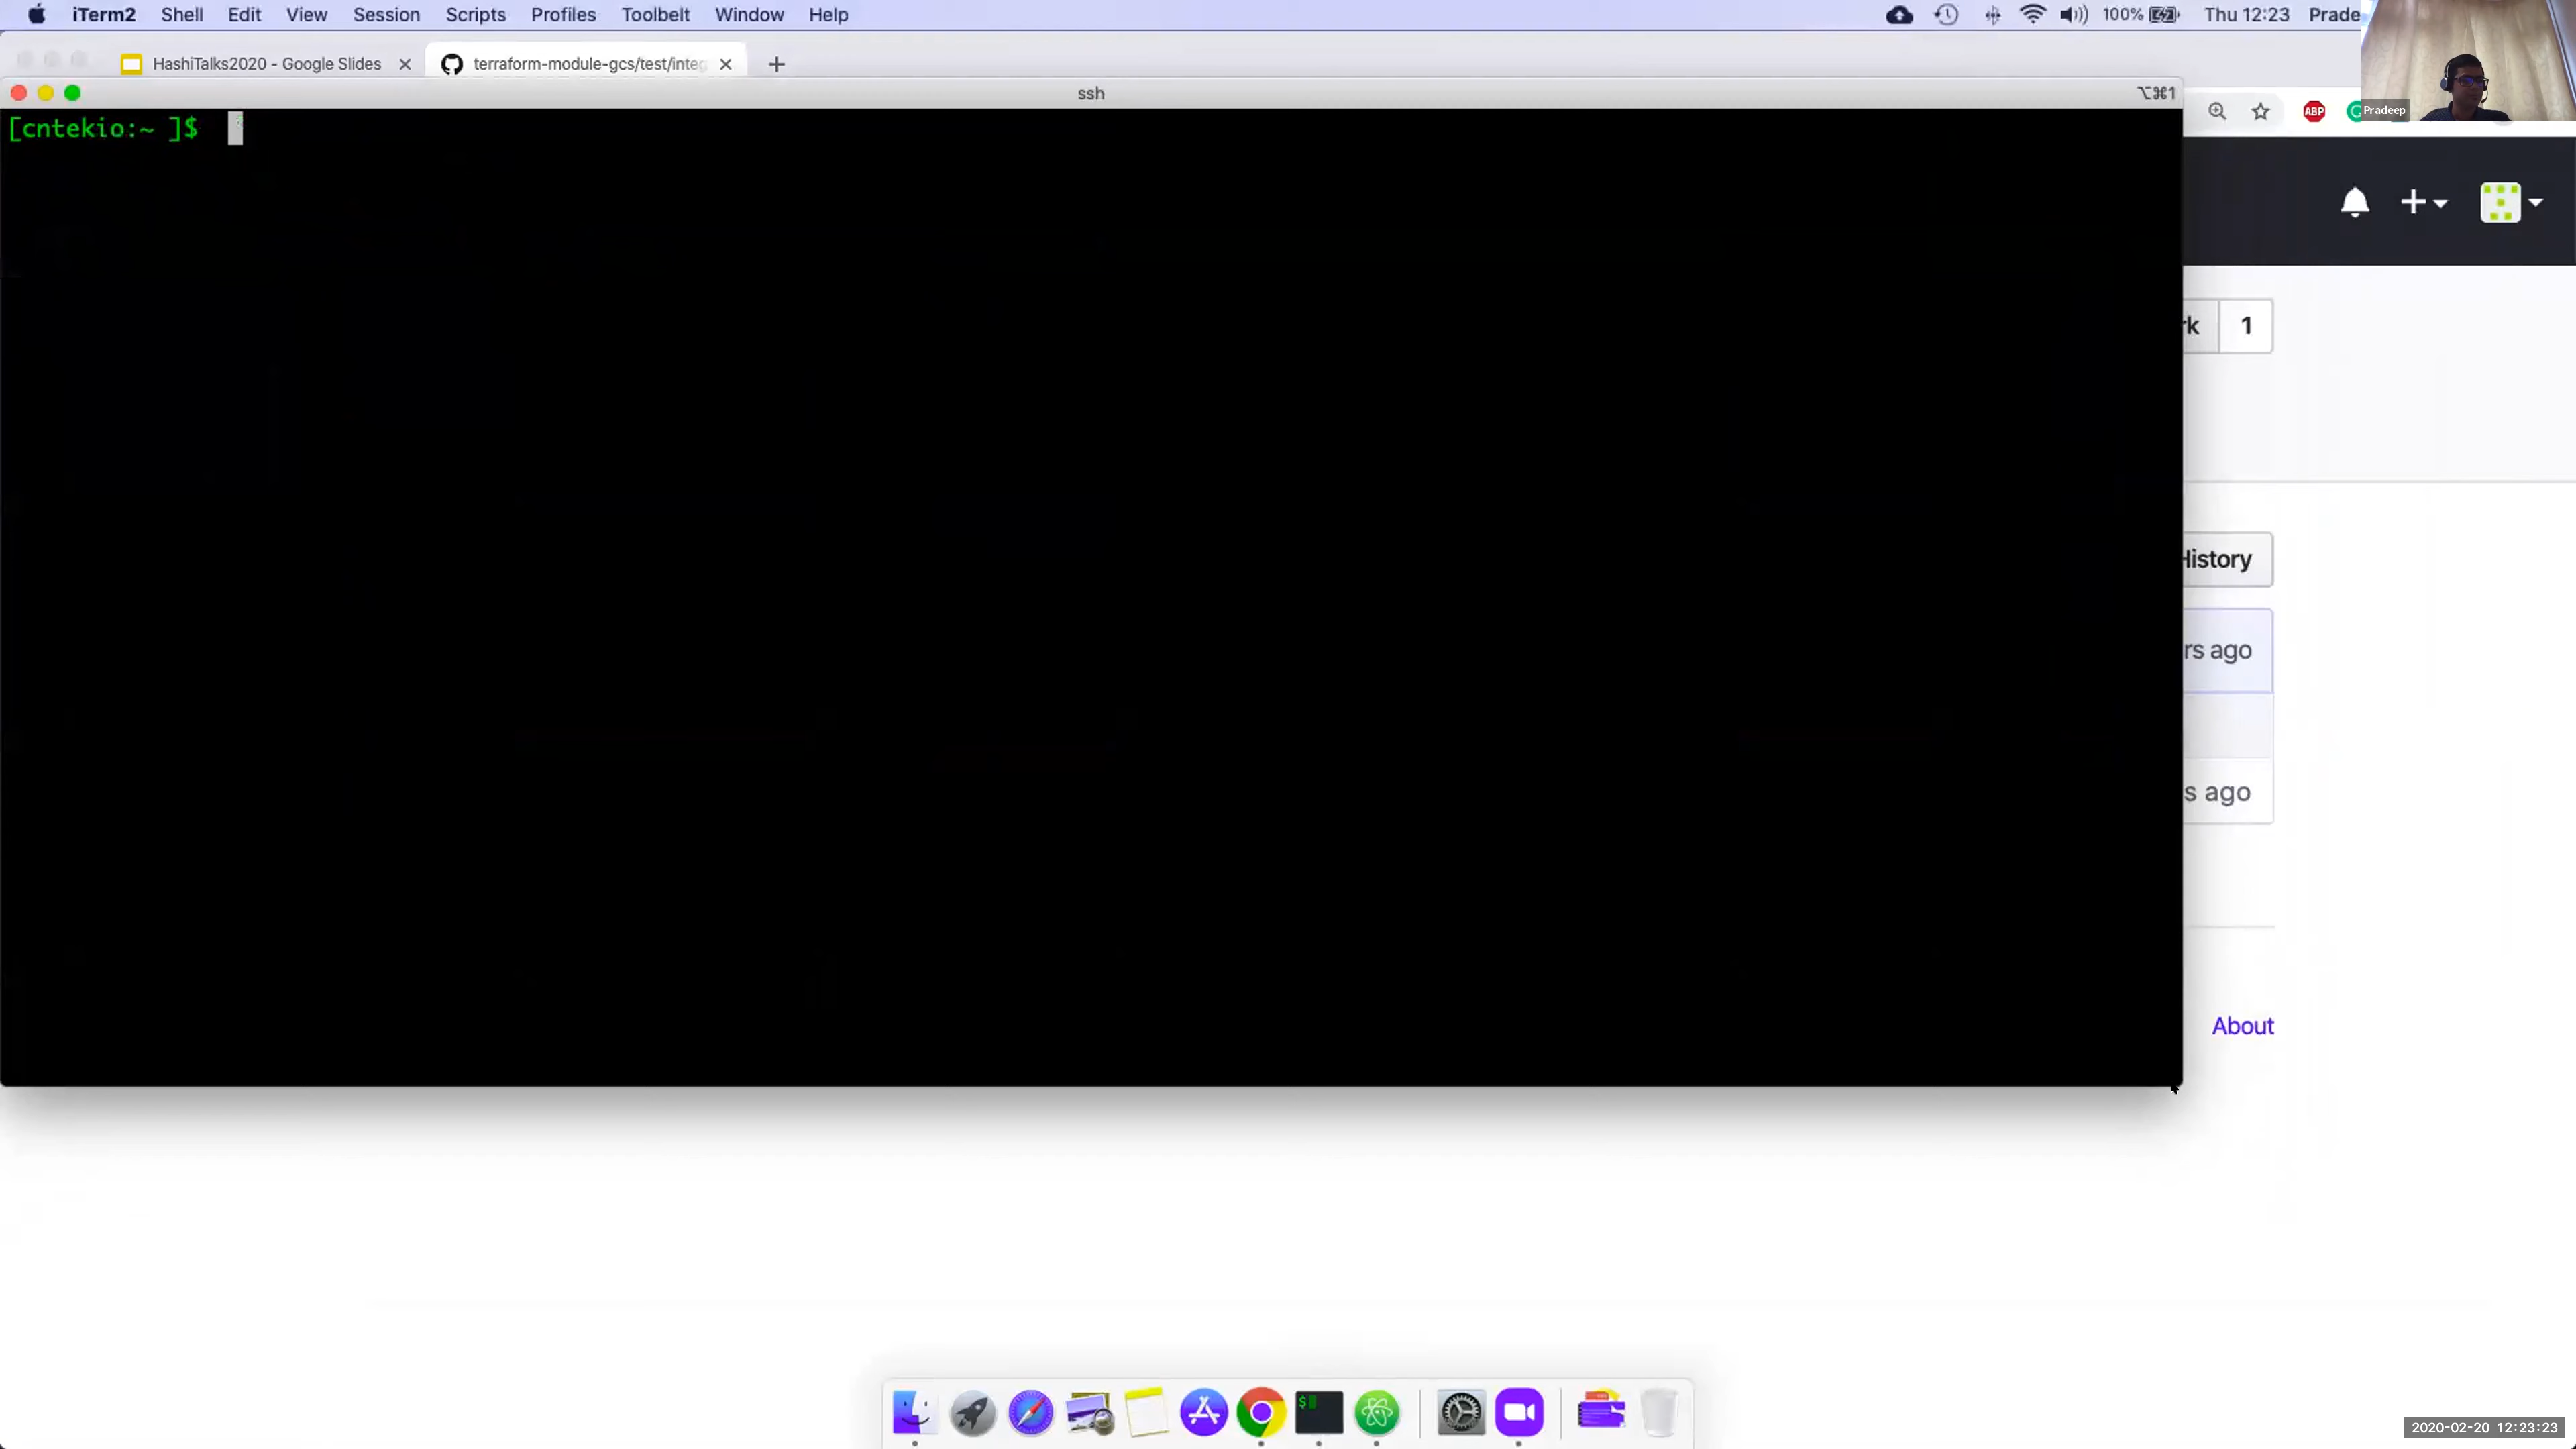 iTerm2 Shell Edit View Session Scripts Profiles Toolbelt Window Help 100% Thu 12:23 Prade
HashiTalks2020 - Google Slides terraform-module-gcs/test/integ
ssh ⌥⌘1
[cntekio:~ ]$
ABP Pradeep
rk 1
History
rs ago
s ago
About
2020-02-20 12:23:23